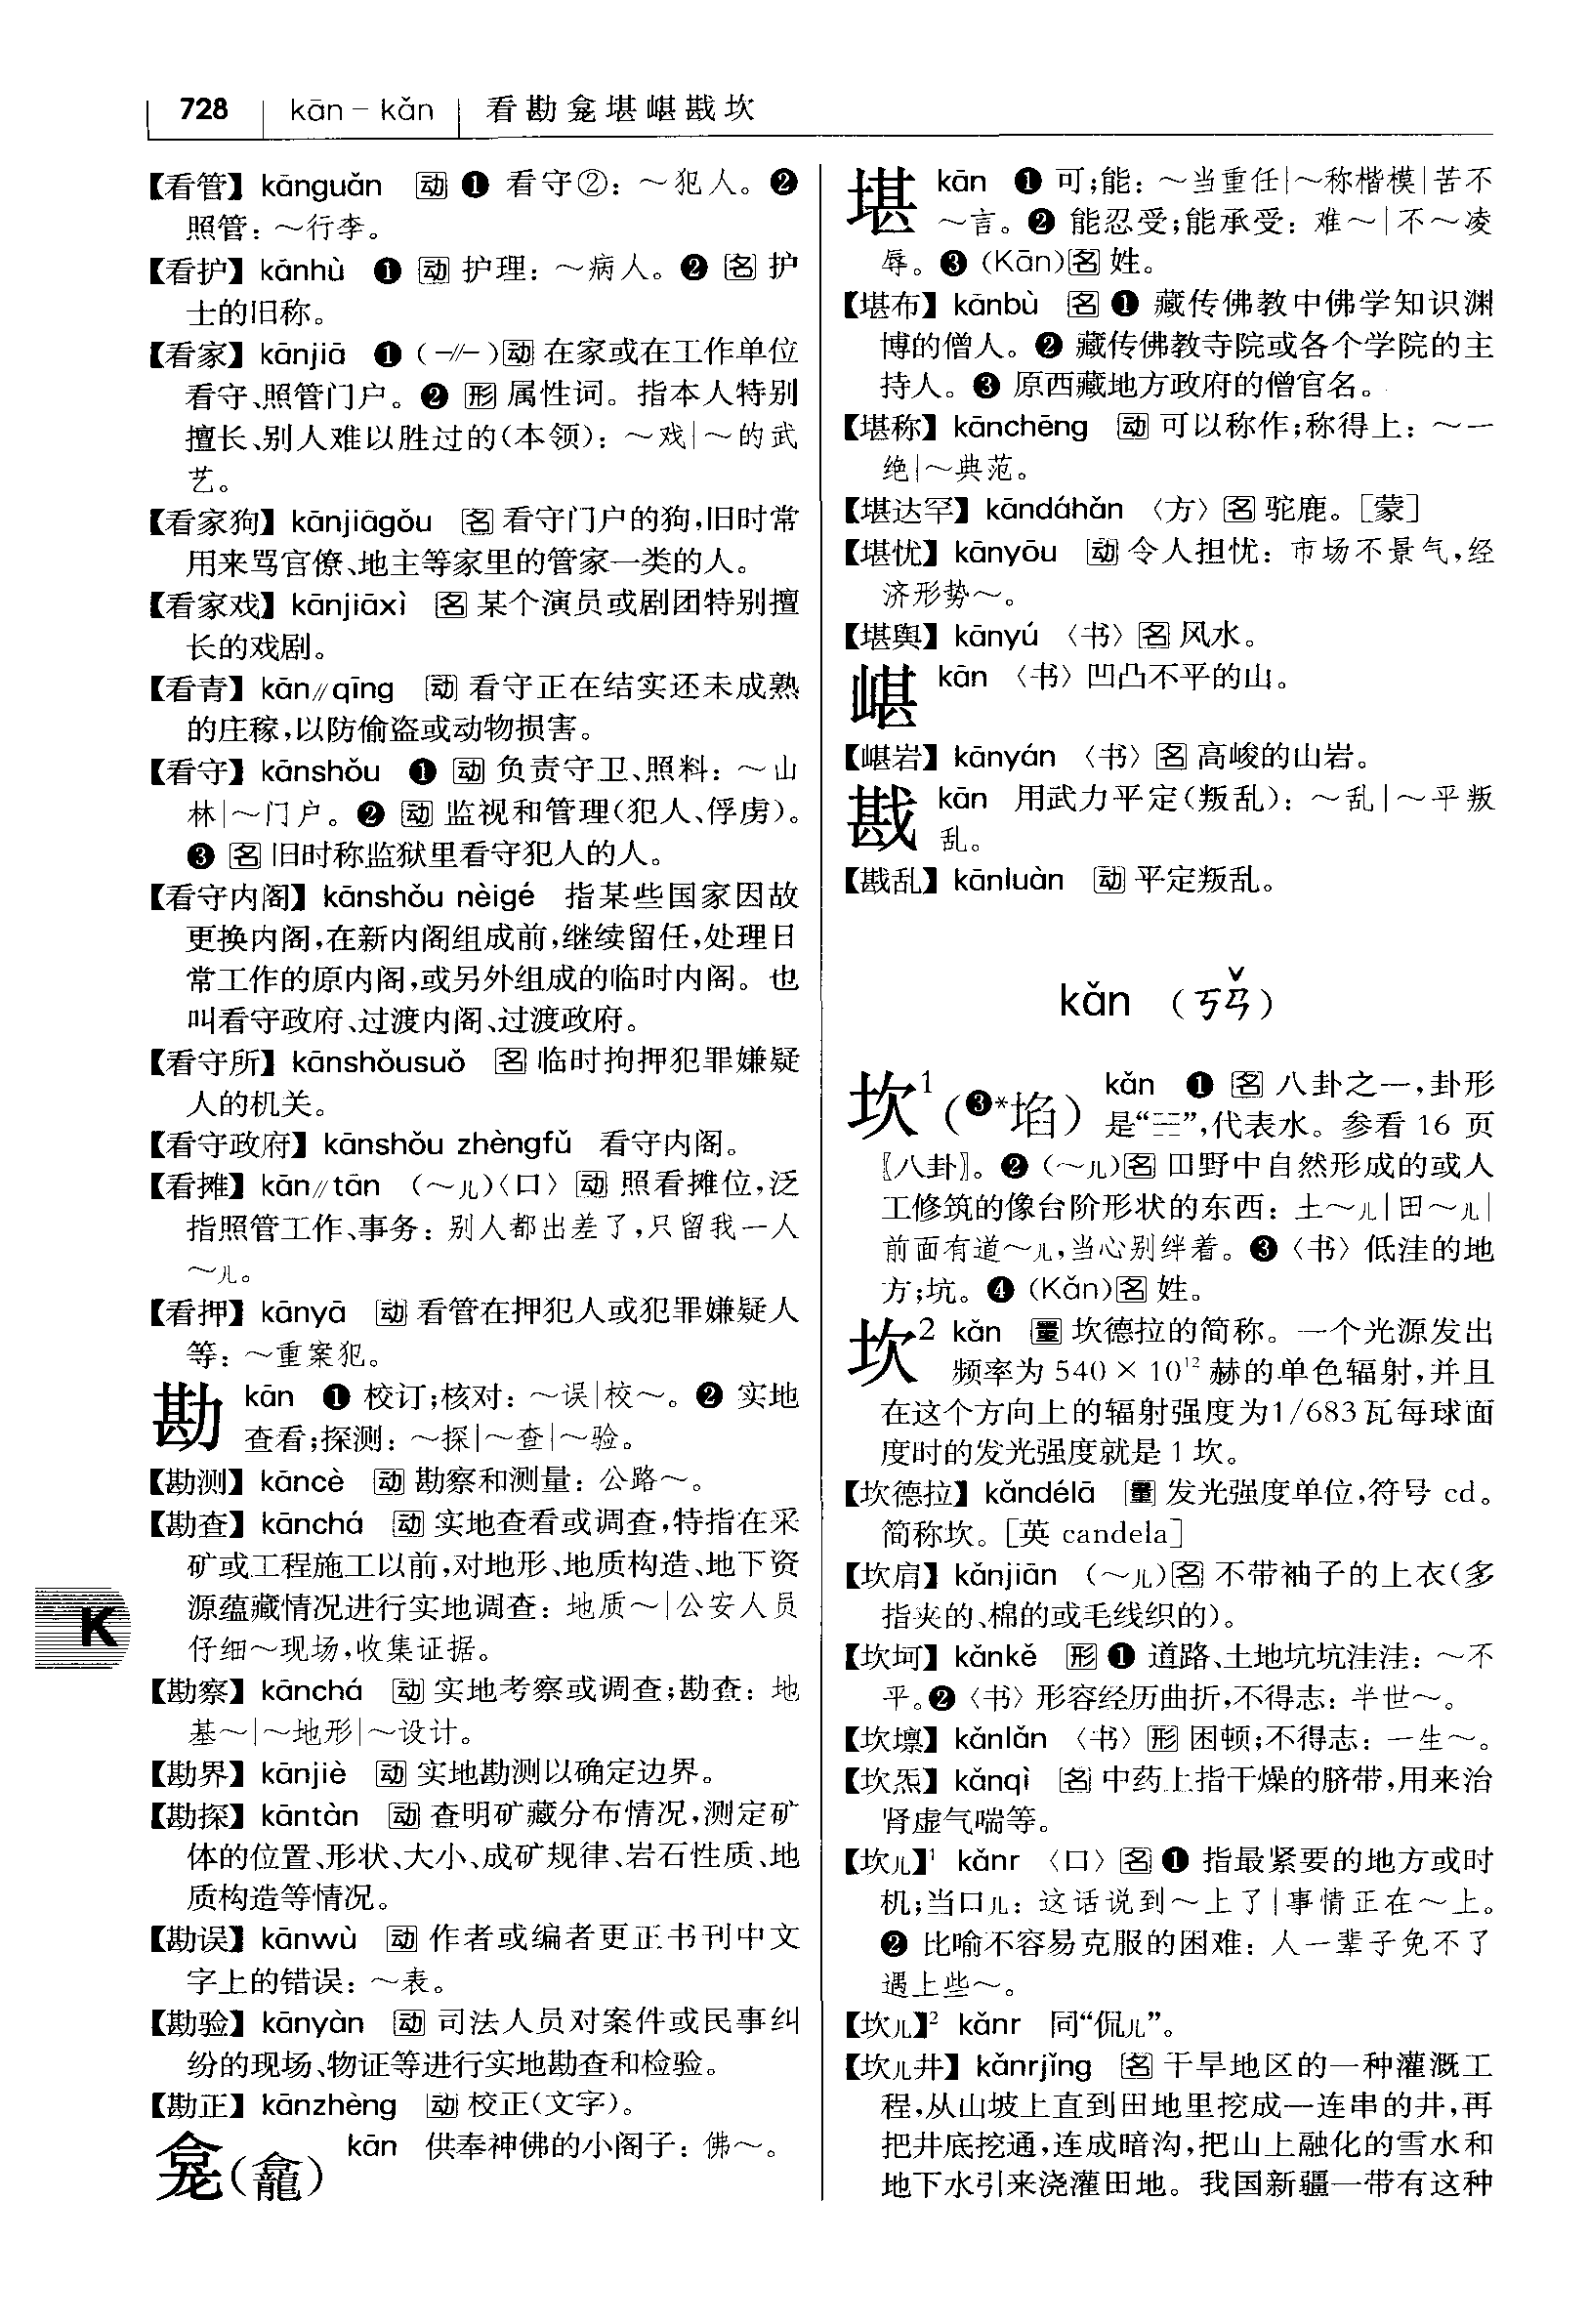 728 kān－kǎn 看勘龛堪嵁戡坎
【看管】kānguǎn 动 ❶ 看守②：～犯人。❷
照管：～行李。
【看护】kānhù ❶ 动 护理：～病人。❷ 名 护
士的旧称。
【看家】kānjiā ❶（-//-）动 在家或在工作单位
看守、照管门户。❷ 形 属性词。指本人特别
擅长、别人难以胜过的（本领）：～戏|～的武
艺。
【看家狗】kānjiāgǒu 名 看守门户的狗，旧时常
用来骂官僚、地主等家里的管家一类的人。
【看家戏】kānjiāxì 名 某个演员或剧团特别擅
长的戏剧。
【看青】kān//qīng 动 看守正在结实还未成熟
的庄稼，以防偷盗或动物损害。
【看守】kānshǒu ❶ 动 负责守卫、照料：～山
林|～门户。❷ 动 监视和管理（犯人、俘虏）。
❸ 名 旧时称监狱里看守犯人的人。
【看守内阁】kānshǒu nèigé 指某些国家因故
更换内阁，在新内阁组成前，继续留任，处理日
常工作的原内阁，或另外组成的临时内阁。也
叫看守政府、过渡内阁、过渡政府。
【看守所】kānshǒusuǒ 名 临时拘押犯罪嫌疑
人的机关。
【看守政府】kānshǒu zhèngfǔ 看守内阁。
【看摊】kān//tān （～儿）〈口〉动 照看摊位，泛
指照管工作、事务：别人都出差了，只留我一人
～儿。
【看押】kānyā 动 看管在押犯人或犯罪嫌疑人
等：～重案犯。
勘 kān ❶ 校订；核对：～误|校～。❷ 实地
查看；探测：～探|～查|～验。
【勘测】kāncè 动 勘察和测量：公路～。
【勘查】kānchá 动 实地查看或调查，特指在采
矿或工程施工以前，对地形、地质构造、地下资
源蕴藏情况进行实地调查：地质～|公安人员
仔细～现场，收集证据。
【勘察】kānchá 动 实地考察或调查；勘查：地
基～|～地形|～设计。
【勘界】kānjiè 动 实地勘测以确定边界。
【勘探】kāntàn 动 查明矿藏分布情况，测定矿
体的位置、形状、大小、成矿规律、岩石性质、地
质构造等情况。
【勘误】kānwù 动 作者或编者更正书刊中文
字上的错误：～表。
【勘验】kānyàn 动 司法人员对案件或民事纠
纷的现场、物证等进行实地勘查和检验。
【勘正】kānzhèng 动 校正（文字）。
龛（龕） kān 供奉神佛的小阁子：佛～。
K
堪 kān ❶ 可；能：～当重任|～称楷模|苦不
～言。❷ 能忍受；能承受：难～|不～凌
辱。❸（Kān）名 姓。
【堪布】kānbù 名 ❶ 藏传佛教中佛学知识渊
博的僧人。❷ 藏传佛教寺院或各个学院的主
持人。❸ 原西藏地方政府的僧官名。
【堪称】kānchēng 动 可以称作；称得上：～一
绝|～典范。
【堪达罕】kāndáhǎn 〈方〉名 驼鹿。［蒙］
【堪忧】kānyōu 动 令人担忧：市场不景气，经
济形势～。
【堪舆】kānyú 〈书〉名 风水。
嵁 kān 〈书〉凹凸不平的山。
【嵁岩】kānyán 〈书〉名 高峻的山岩。
戡 kān 用武力平定（叛乱）：～乱|～平叛
乱。
【戡乱】kānluàn 动 平定叛乱。
kǎn （ㄎㄢˇ）
坎¹（❸*埳） kǎn ❶ 名 八卦之一，卦形
是“☵”，代表水。参看 16 页
〖八卦〗。❷（～儿）名 田野中自然形成的或人
工修筑的像台阶形状的东西：土～儿|田～儿|
前面有道～儿，当心别绊着。❸〈书〉低洼的地
方；坑。❹（Kǎn）名 姓。
坎² kǎn 量 坎德拉的简称。一个光源发出
频率为 540 × 10¹² 赫的单色辐射，并且
在这个方向上的辐射强度为1/683瓦每球面
度时的发光强度就是 1 坎。
【坎德拉】kǎndélā 量 发光强度单位，符号 cd。
简称坎。［英 candela］
【坎肩】kǎnjiān （～儿）名 不带袖子的上衣（多
指夹的、棉的或毛线织的）。
【坎坷】kǎnkě 形 ❶ 道路、土地坑坑洼洼：～不
平。❷〈书〉形容经历曲折，不得志：半世～。
【坎壈】kǎnlǎn 〈书〉形 困顿；不得志：一生～。
【坎炁】kǎnqì 名 中药上指干燥的脐带，用来治
肾虚气喘等。
【坎儿】¹ kǎnr 〈口〉名 ❶ 指最紧要的地方或时
机；当口儿：这话说到～上了|事情正在～上。
❷ 比喻不容易克服的困难：人一辈子免不了
遇上些～。
【坎儿】² kǎnr 同“侃儿”。
【坎儿井】kǎnrjǐng 名 干旱地区的一种灌溉工
程，从山坡上直到田地里挖成一连串的井，再
把井底挖通，连成暗沟，把山上融化的雪水和
地下水引来浇灌田地。我国新疆一带有这种